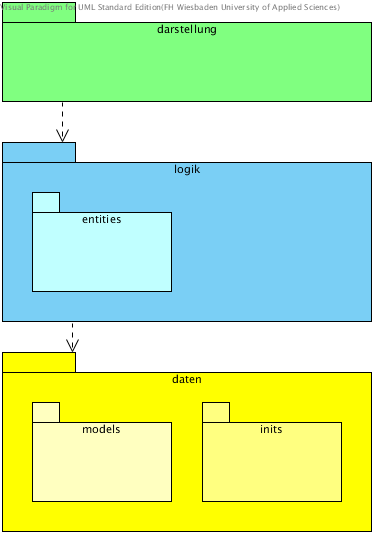 Visual Paradigm for UML Standard Edition(FH Wiesbaden University of Applied Sciences)
darstellung
logik
entities
daten
models
inits